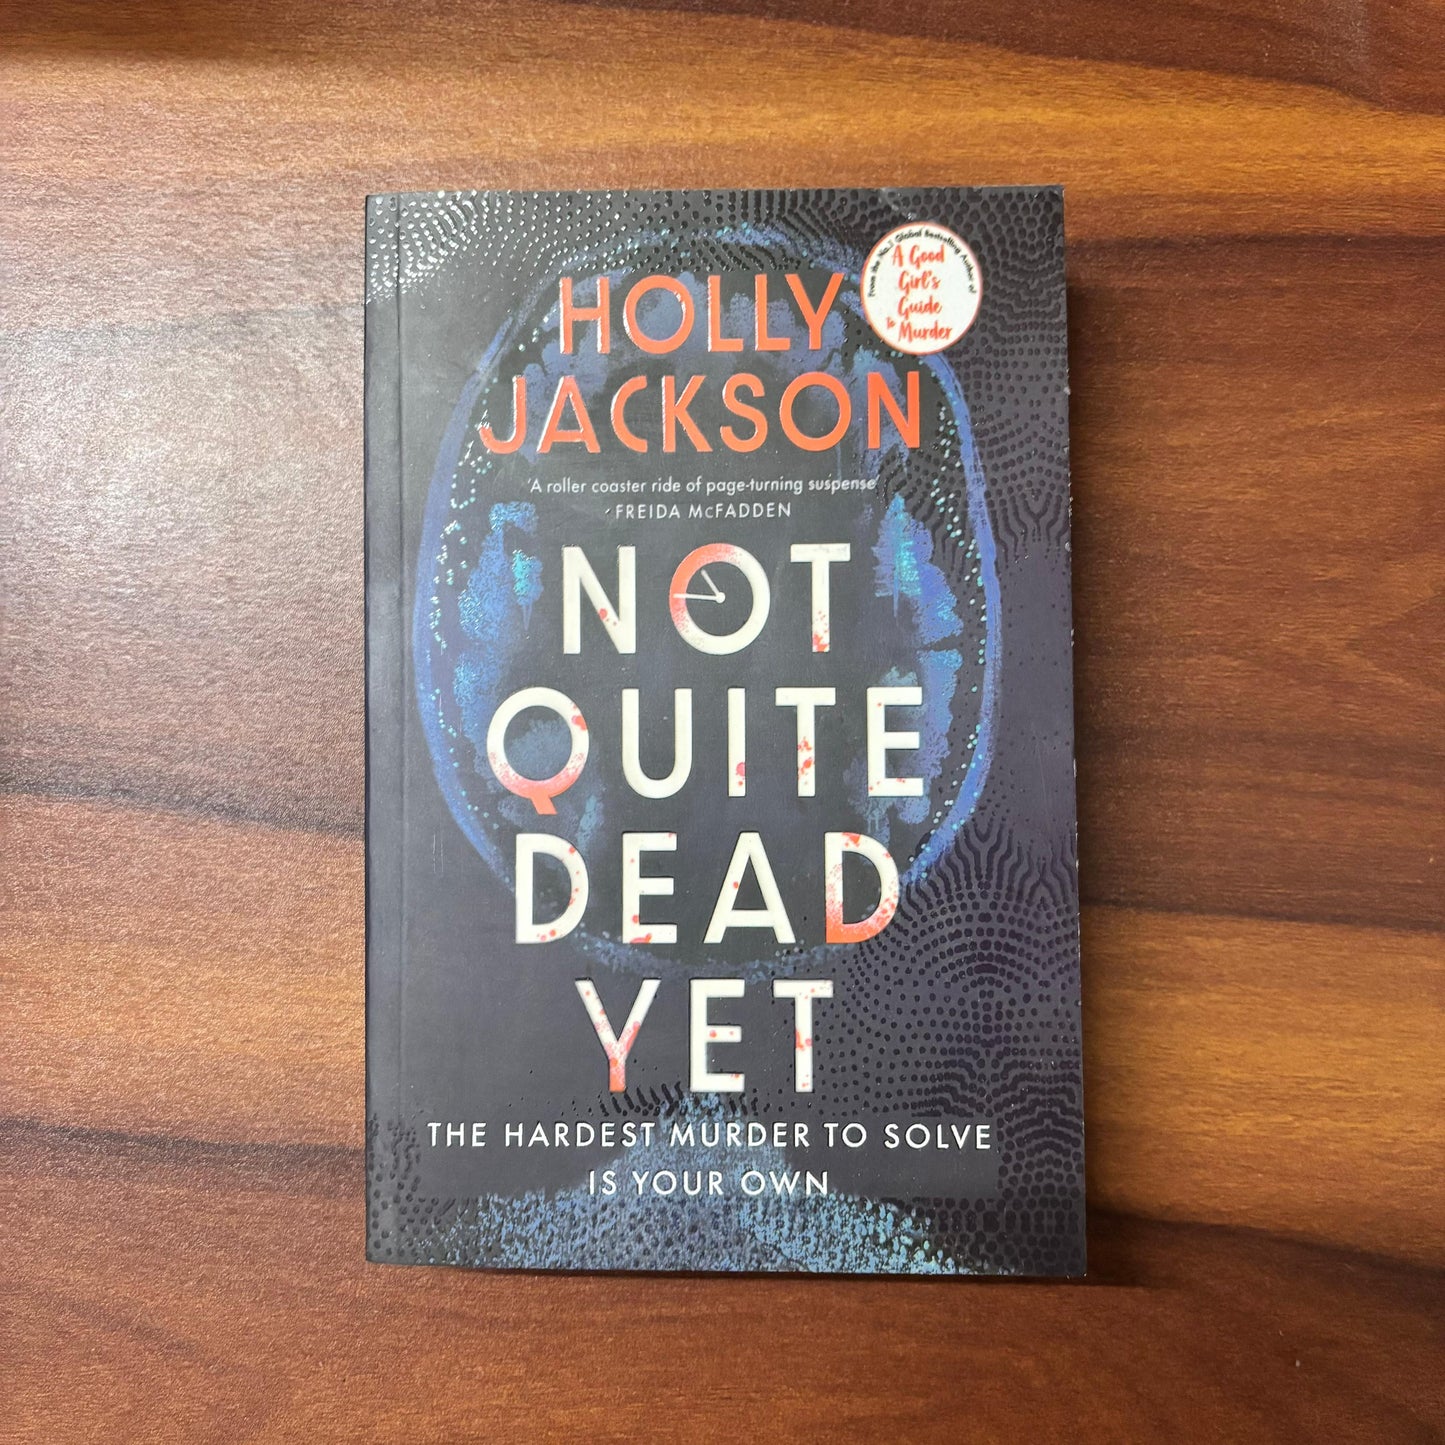 From the No.1 Global Bestselling Author of
A Good
Girl's
Guide
to Murder
HOLLY
JACKSON
'A roller coaster ride of page-turning suspense'
FREIDA McFADDEN
NOT
QUITE
DEAD
YET
THE HARDEST MURDER TO SOLVE
IS YOUR OWN